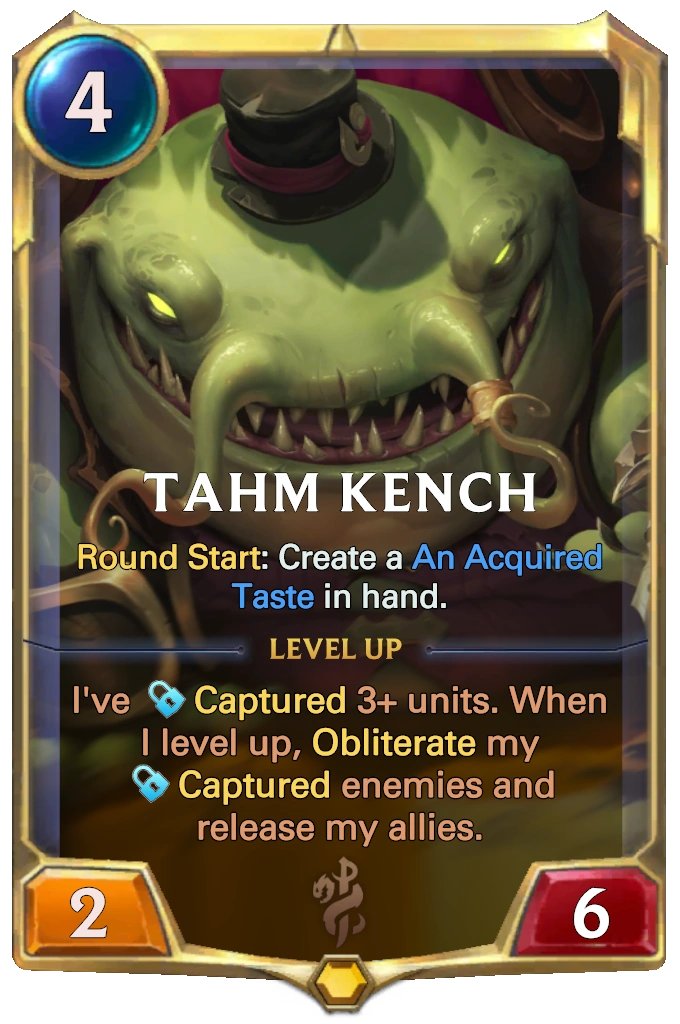 4
TAHM KENCH
Round Start: Create a An Acquired
Taste in hand.
LEVEL UP
I've Captured 3+ units. When
I level up, Obliterate my
Captured enemies and
release my allies.
2
6